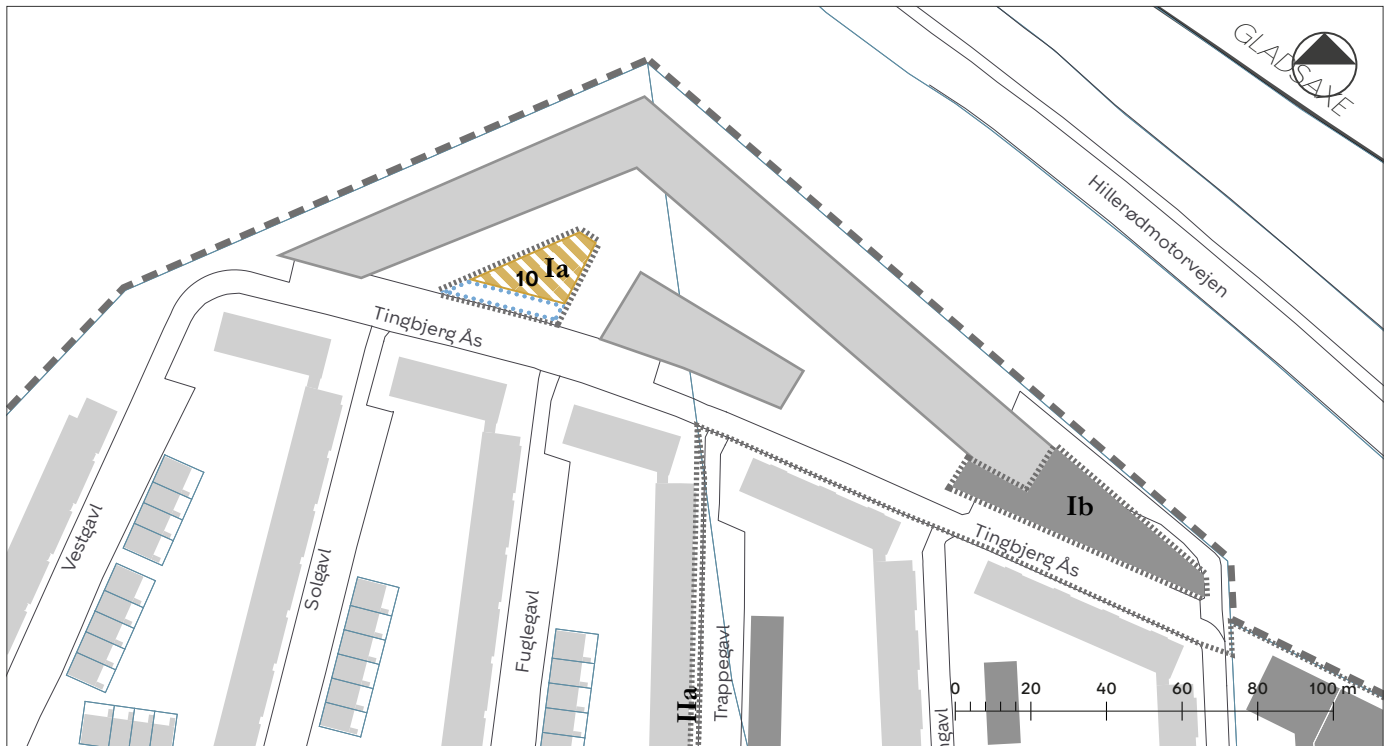 GLADSAXE
Hillerødmotorvejen
10 Ia
Tingbjerg Ås
Ib
Tingbjerg Ås
Vestgavl
Solgavl
Fuglegavl
Trappegavl
IIa
ngavl
0 20 40 60 80 100 m